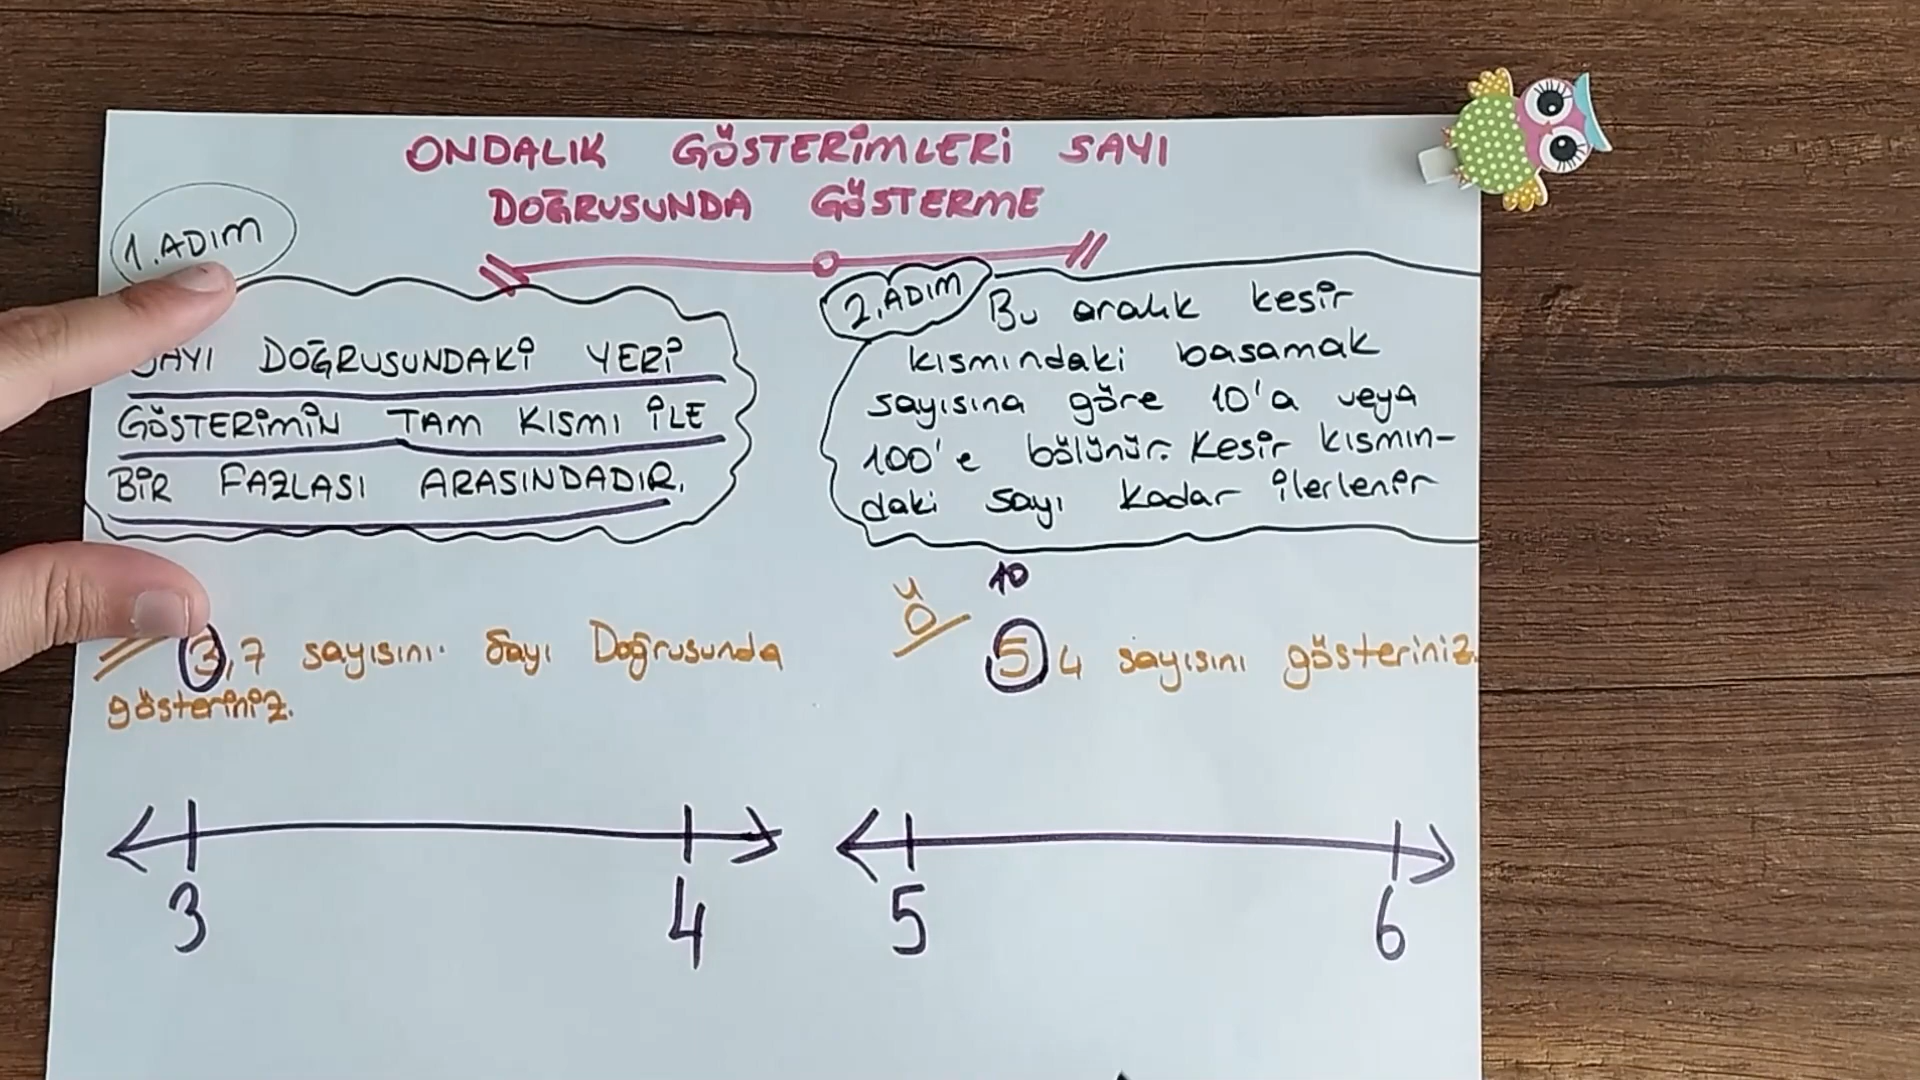 ONDALIK GÖSTERİMLERİ SAYI
DOĞRUSUNDA GÖSTERME
1.ADIM
SAYI DOĞRUSUNDAKİ YERİ
GÖSTERİMİN TAM KISMI İLE
BİR FAZLASI ARASINDADIR.
2.ADIM
Bu aralık kesir
kısmındaki basamak
sayısına göre 10'a veya
100'e bölünür. Kesir kısmın-
daki sayı kadar ilerlenir
3,7 sayısını Sayı Doğrusunda
gösteriniz.
10
Ö
5 4 sayısını gösteriniz.
3 4
5 6